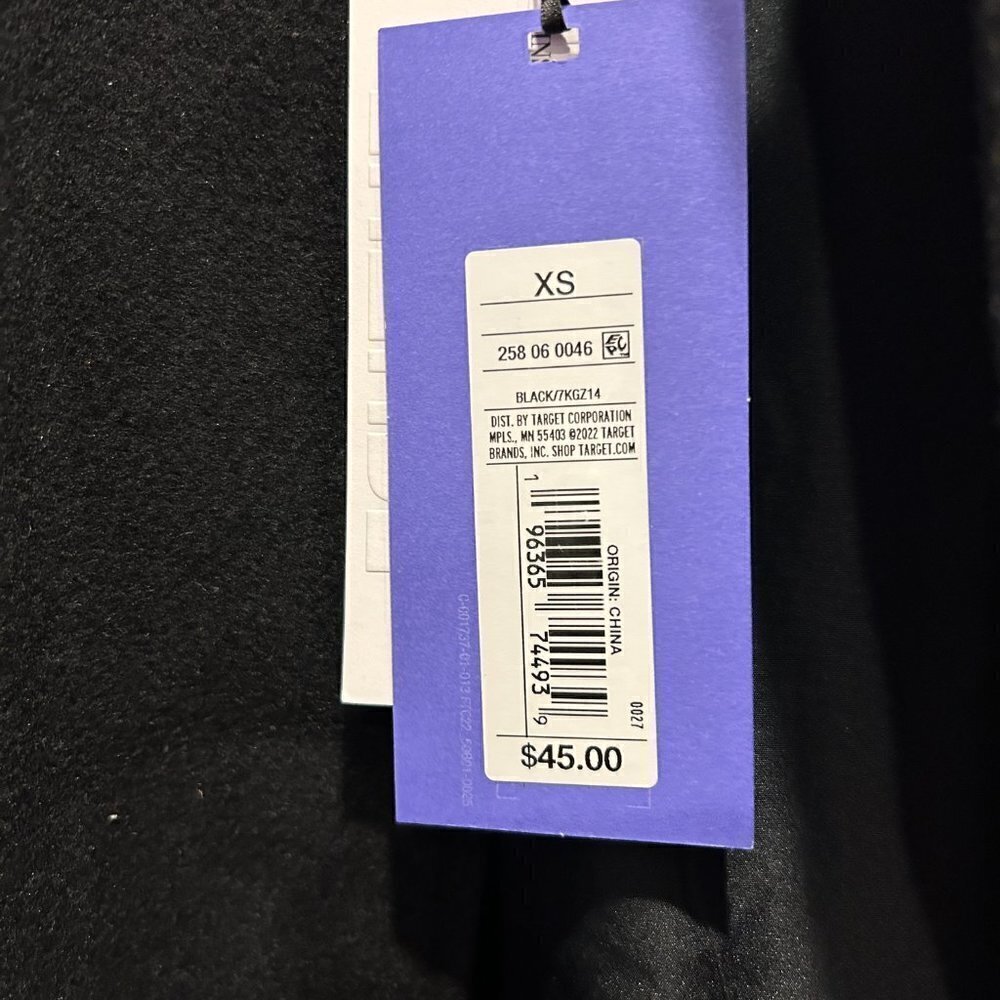 XS
258 06 0046
BLACK/7KGZ14
DIST. BY TARGET CORPORATION
MPLS., MN 55403 ©2022 TARGET
BRANDS, INC. SHOP TARGET.COM
1 96365 74493 9
ORIGIN: CHINA
0027
$45.00